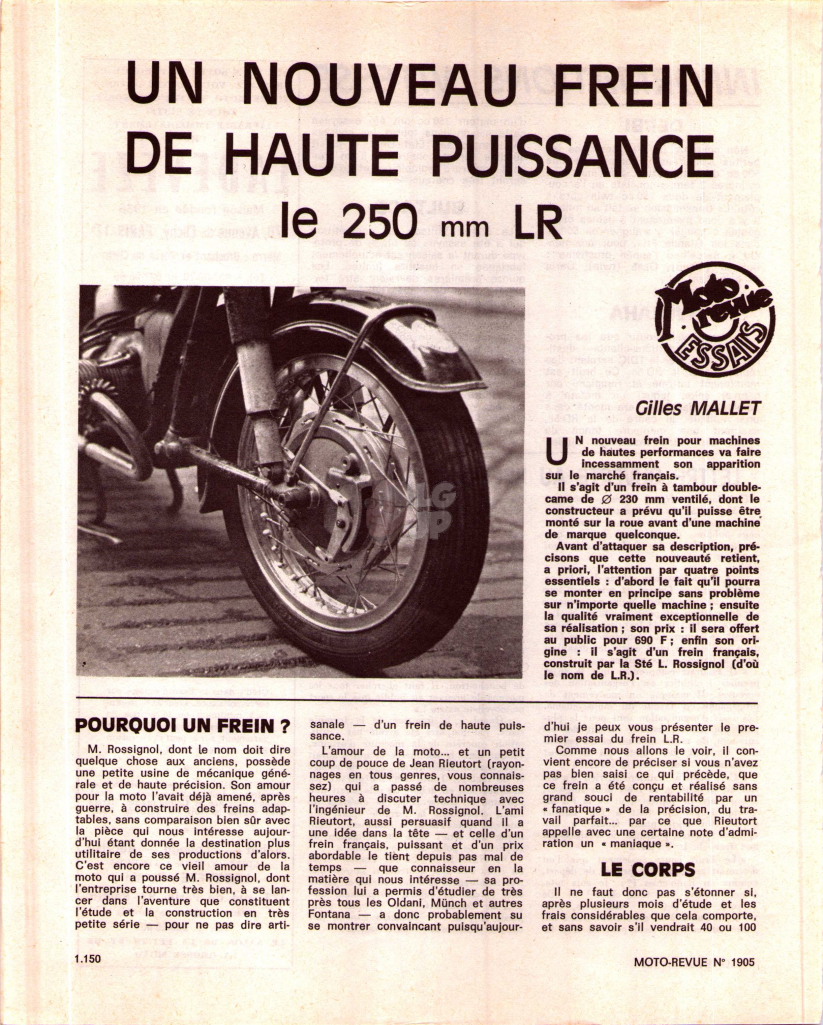 UN NOUVEAU FREIN
DE HAUTE PUISSANCE
le 250 mm LR
Moto
revue
ESSAIS
Gilles MALLET
UN nouveau frein pour machines
de hautes performances va faire
incessamment son apparition
sur le marché français.
Il s'agit d'un frein à tambour double-
came de Ø 230 mm ventilé, dont le
constructeur a prévu qu'il puisse être
monté sur la roue avant d'une machine
de marque quelconque.
Avant d'attaquer sa description, pré-
cisons que cette nouveauté retient,
a priori, l'attention par quatre points
essentiels : d'abord le fait qu'il pourra
se monter en principe sans problème
sur n'importe quelle machine ; ensuite
la qualité vraiment exceptionnelle de
sa réalisation ; son prix : il sera offert
au public pour 690 F ; enfin son ori-
gine : il s'agit d'un frein français,
construit par la Sté L. Rossignol (d'où
le nom de L.R.).
POURQUOI UN FREIN ?
M. Rossignol, dont le nom doit dire
quelque chose aux anciens, possède
une petite usine de mécanique géné-
rale et de haute précision. Son amour
pour la moto l'avait déjà amené, après
guerre, à construire des freins adap-
tables, sans comparaison bien sûr avec
la pièce qui nous intéresse aujour-
d'hui étant donnée la destination plus
utilitaire de ses productions d'alors.
C'est encore ce vieil amour de la
moto qui a poussé M. Rossignol, dont
l'entreprise tourne très bien, à se lan-
cer dans l'aventure que constituent
l'étude et la construction en très
petite série — pour ne pas dire arti-
sanale — d'un frein de haute puis-
sance.
L'amour de la moto... et un petit
coup de pouce de Jean Rieutort (rayon-
nages en tous genres, vous connais-
sez) qui a passé de nombreuses
heures à discuter technique avec
l'ingénieur de M. Rossignol. L'ami
Rieutort, aussi persuasif quand il a
une idée dans la tête — et celle d'un
frein français, puissant et d'un prix
abordable le tient depuis pas mal de
temps — que connaisseur en la
matière qui nous intéresse — sa pro-
fession lui a permis d'étudier de très
près tous les Oldani, Münch et autres
Fontana — a donc probablement su
se montrer convaincant puisqu'aujour-
d'hui je peux vous présenter le pre-
mier essai du frein L.R.
Comme nous allons le voir, il con-
vient encore de préciser si vous n'avez
pas bien saisi ce qui précède, que
ce frein a été conçu et réalisé sans
grand souci de rentabilité par un
« fanatique » de la précision, du tra-
vail parfait... par ce que Rieutort
appelle avec une certaine note d'admi-
ration un « maniaque ».
LE CORPS
Il ne faut donc pas s'étonner si,
après plusieurs mois d'étude et les
frais considérables que cela comporte,
et sans savoir s'il vendrait 40 ou 100
1.150
MOTO-REVUE N° 1905